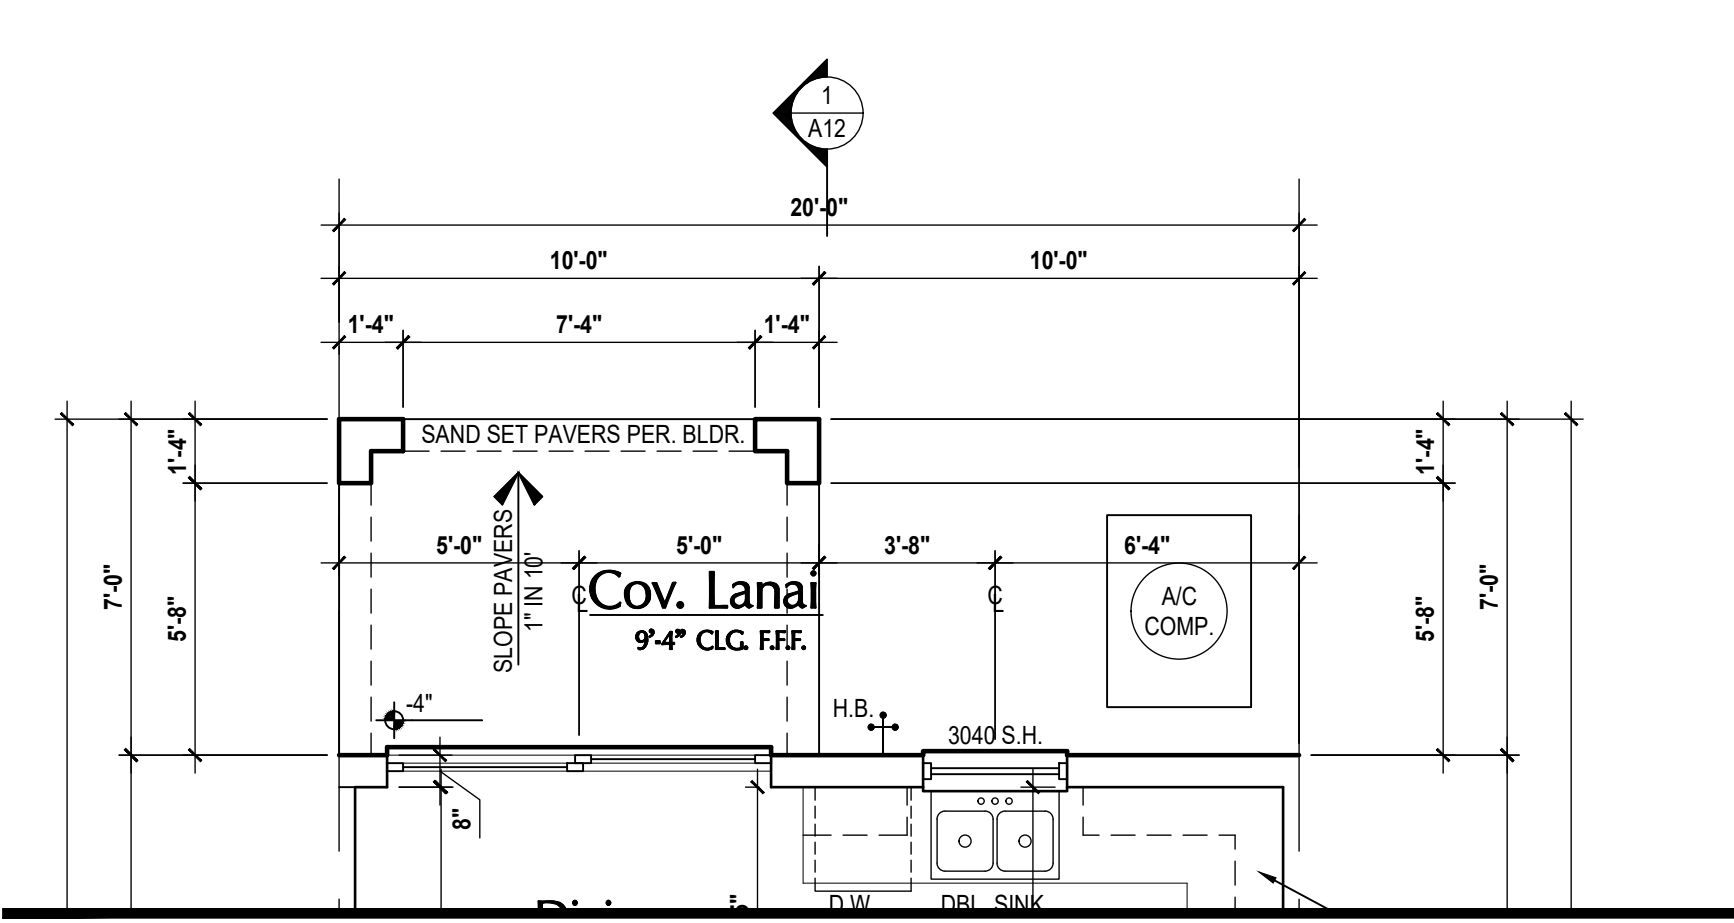 1
A12
20'-0"
10'-0" 10'-0"
1'-4" 7'-4" 1'-4"
SAND SET PAVERS PER. BLDR.
1'-4" 1'-4"
5'-0" 5'-0" 3'-8" 6'-4"
SLOPE PAVERS
1" IN 10'
7'-0" 5'-8" 5'-8" 7'-0"
CL Cov. Lanai CL
9'-4" CLG. F.F.F.
A/C
COMP.
-4"
H.B.
3040 S.H.
8"
D.W. DBL. SINK